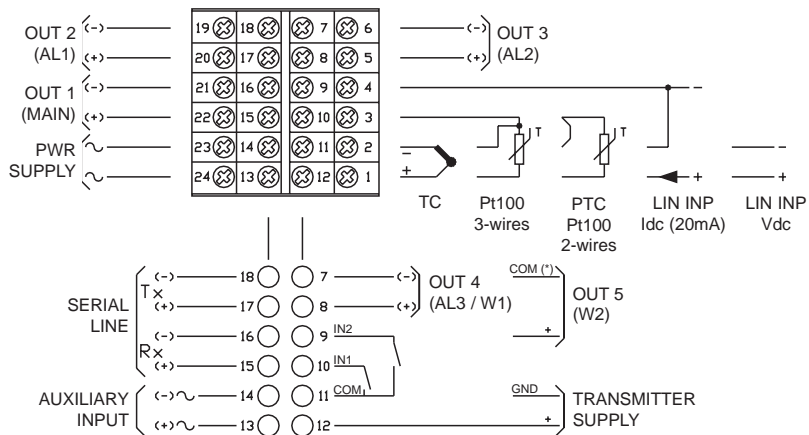 OUT 2 (-) 19 18 7 6 (-) OUT 3
(AL1) (+) 20 17 8 5 (+) (AL2)
OUT 1 (-) 21 16 9 4 -
(MAIN) (+) 22 15 10 3 T T
PWR 23 14 11 2 - -
SUPPLY 24 13 12 1 + + +
TC Pt100 PTC LIN INP LIN INP
3-wires Pt100 Idc (20mA) Vdc
2-wires
(-) 18 7 (-) OUT 4 COM (*) OUT 5
SERIAL Tx (+) 17 8 (+) (AL3 / W1) (W2)
LINE (-) 16 9 IN2 +
Rx (+) 15 10 IN1
AUXILIARY (-) 14 11 COM GND TRANSMITTER
INPUT (+) 13 12 + SUPPLY